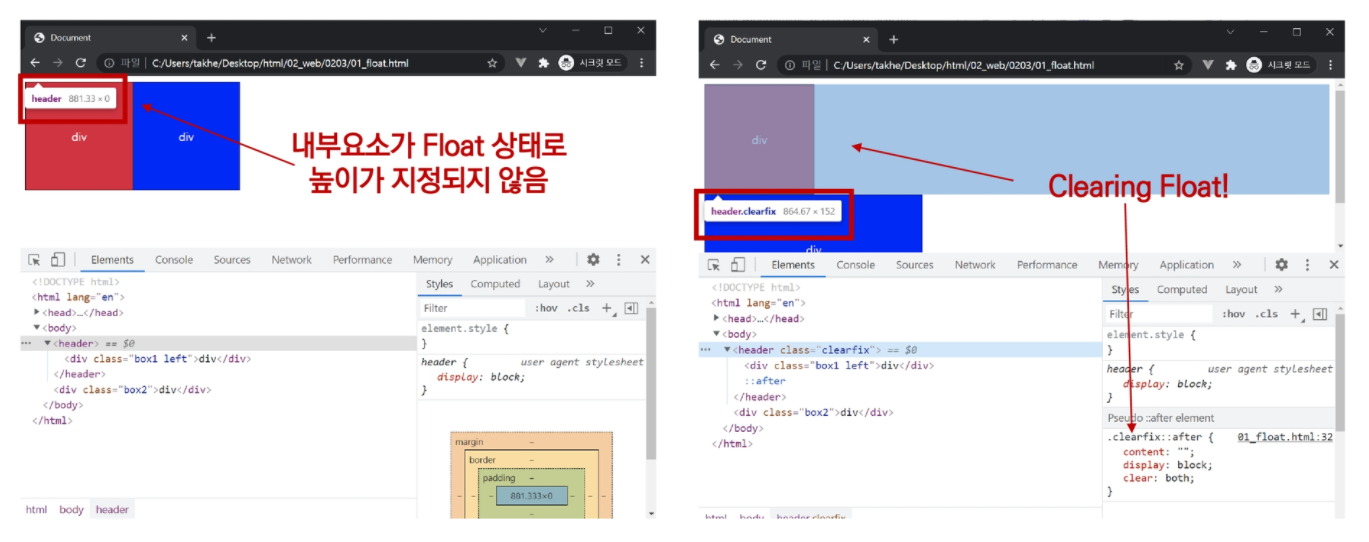 Document
파일 C:/Users/takhe/Desktop/html/02_web/0203/01_float.html 시크릿 모드
header 881.33 × 0
div div
내부요소가 Float 상태로
높이가 지정되지 않음
Elements Console Sources Network Performance Memory Application
<!DOCTYPE html>
<html lang="en">
<head>…</head>
<body>
<header> == $0
<div class="box1 left">div</div>
</header>
<div class="box2">div</div>
</body>
</html>
html body header
Styles Computed Layout
Filter :hov .cls
element.style {
}
header { user agent stylesheet
display: block;
}
margin –
border –
padding –
– – – 881.333×0 – – –
–
Document
파일 C:/Users/takhe/Desktop/html/02_web/0203/01_float.html 시크릿 모드
div
Clearing Float!
header.clearfix 864.67 × 152
div
Elements Console Sources Network Performance Memory Application
<!DOCTYPE html>
<html lang="en">
<head>…</head>
<body>
<header class="clearfix"> == $0
<div class="box1 left">div</div>
::after
</header>
<div class="box2">div</div>
</body>
</html>
html body header.clearfix
Styles Computed Layout
Filter :hov .cls
element.style {
}
header { user agent stylesheet
display: block;
}
Pseudo ::after element
.clearfix::after { 01_float.html:32
content: "";
display: block;
clear: both;
}